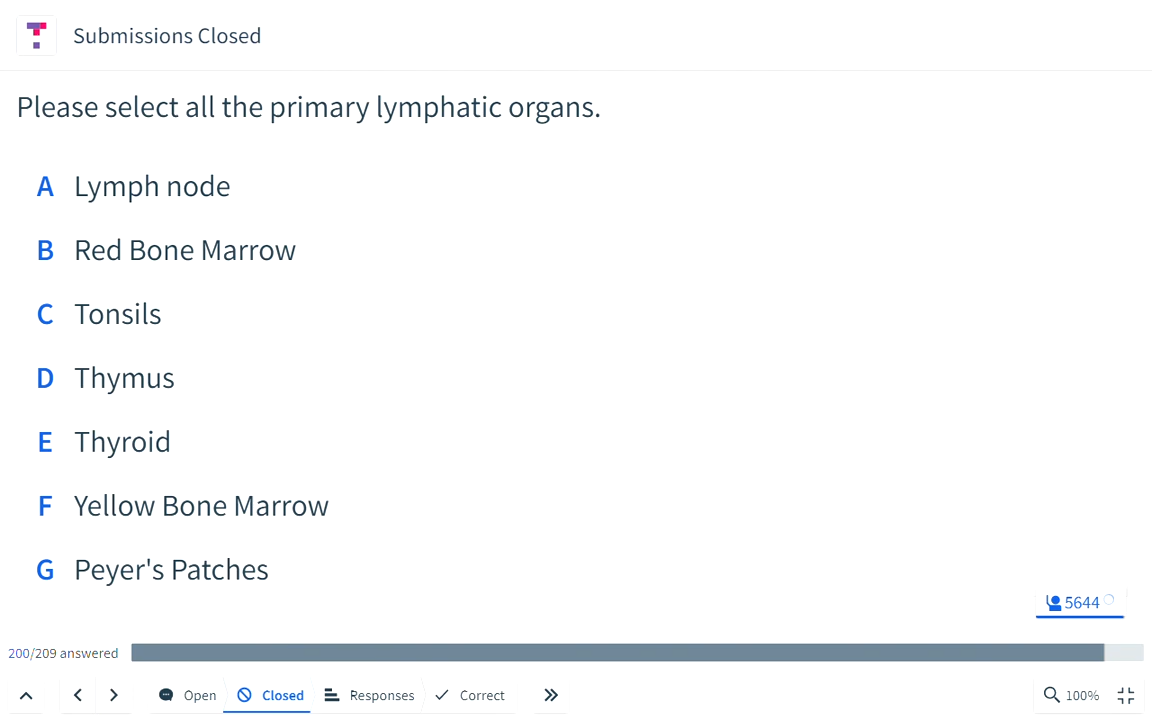 Submissions Closed
Please select all the primary lymphatic organs.
A Lymph node
B Red Bone Marrow
C Tonsils
D Thymus
E Thyroid
F Yellow Bone Marrow
G Peyer's Patches
5644
200/209 answered
Open Closed Responses Correct 100%